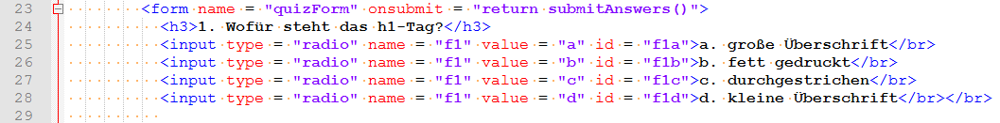 23 <form name = "quizForm" onsubmit = "return submitAnswers()">
24 <h3>1. Wofür steht das h1-Tag?</h3>
25 <input type = "radio" name = "f1" value = "a" id = "f1a">a. große Überschrift</br>
26 <input type = "radio" name = "f1" value = "b" id = "f1b">b. fett gedruckt</br>
27 <input type = "radio" name = "f1" value = "c" id = "f1c">c. durchgestrichen</br>
28 <input type = "radio" name = "f1" value = "d" id = "f1d">d. kleine Überschrift</br></br>
29